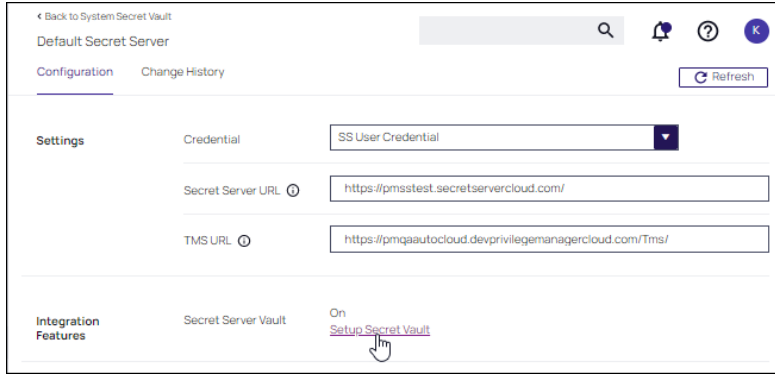 Back to System Secret Vault
Default Secret Server
K
Configuration Change History
Refresh
Settings Credential SS User Credential
Secret Server URL https://pmsstest.secretservercloud.com/
TMS URL https://pmqaautocloud.devprivilegemanagercloud.com/Tms/
Integration Features Secret Server Vault On
Setup Secret Vault